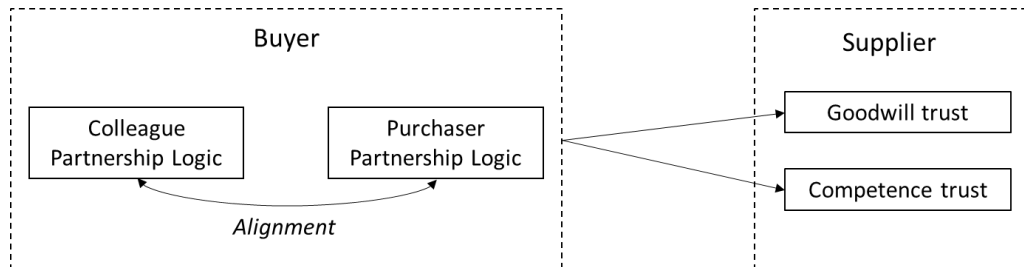 Buyer
Supplier
Colleague
Partnership Logic
Purchaser
Partnership Logic
Goodwill trust
Competence trust
Alignment